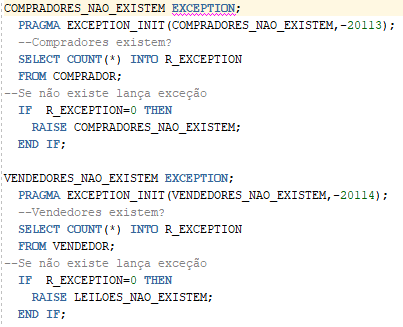 COMPRADORES_NAO_EXISTEM EXCEPTION;
PRAGMA EXCEPTION_INIT(COMPRADORES_NAO_EXISTEM,-20113);
--Compradores existem?
SELECT COUNT(*) INTO R_EXCEPTION
FROM COMPRADOR;
--Se não existe lança exceção
IF R_EXCEPTION=0 THEN
RAISE COMPRADORES_NAO_EXISTEM;
END IF;
VENDEDORES_NAO_EXISTEM EXCEPTION;
PRAGMA EXCEPTION_INIT(VENDEDORES_NAO_EXISTEM,-20114);
--Vendedores existem?
SELECT COUNT(*) INTO R_EXCEPTION
FROM VENDEDOR;
--Se não existe lança exceção
IF R_EXCEPTION=0 THEN
RAISE LEILOES_NAO_EXISTEM;
END IF;